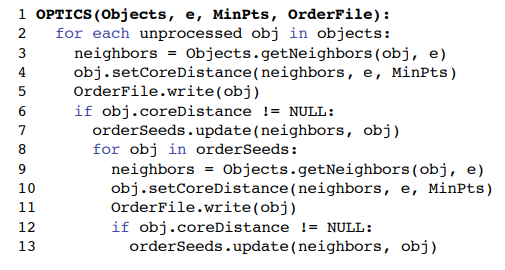 1 OPTICS(Objects, e, MinPts, OrderFile):
2 for each unprocessed obj in objects:
3 neighbors = Objects.getNeighbors(obj, e)
4 obj.setCoreDistance(neighbors, e, MinPts)
5 OrderFile.write(obj)
6 if obj.coreDistance != NULL:
7 orderSeeds.update(neighbors, obj)
8 for obj in orderSeeds:
9 neighbors = Objects.getNeighbors(obj, e)
10 obj.setCoreDistance(neighbors, e, MinPts)
11 OrderFile.write(obj)
12 if obj.coreDistance != NULL:
13 orderSeeds.update(neighbors, obj)